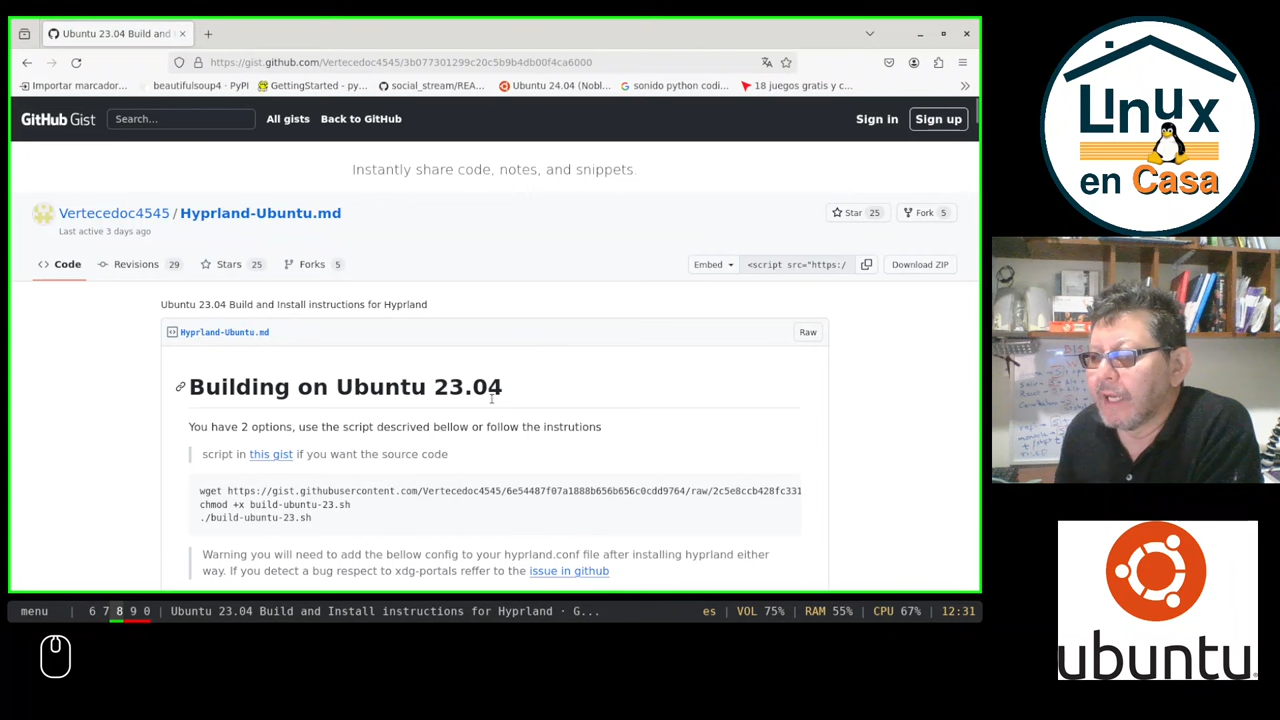 Ubuntu 23.04 Build and
https://gist.github.com/Vertecedoc4545/3b077301299c20c5b9b4db00f4ca6000
Importar marcador...
beautifulsoup4 · PyPI
GettingStarted - py...
social_stream/REA...
Ubuntu 24.04 (Nobl...
sonido python codi...
18 juegos gratis y c...
GitHub Gist
Search...
All gists
Back to GitHub
Sign in
Sign up
Instantly share code, notes, and snippets.
Vertecedoc4545 / Hyprland-Ubuntu.md
Star 25
Fork 5
Last active 3 days ago
Code
Revisions 29
Stars 25
Forks 5
Embed
<script src="https:/
Download ZIP
Ubuntu 23.04 Build and Install instructions for Hyprland
Hyprland-Ubuntu.md
Raw
Building on Ubuntu 23.04
You have 2 options, use the script descrived bellow or follow the instrutions
script in this gist if you want the source code
wget https://gist.githubusercontent.com/Vertecedoc4545/6e54487f07a1888b656b656c0cdd9764/raw/2c5e8ccb428fc331
chmod +x build-ubuntu-23.sh
./build-ubuntu-23.sh
Warning you will need to add the bellow config to your hyprland.conf file after installing hyprland either
way. If you detect a bug respect to xdg-portals reffer to the issue in github
menu | 6 7 8 9 0 | Ubuntu 23.04 Build and Install instructions for Hyprland · G...
es | VOL 75% | RAM 55% | CPU 67% | 12:31
Linux
en Casa
ubuntu